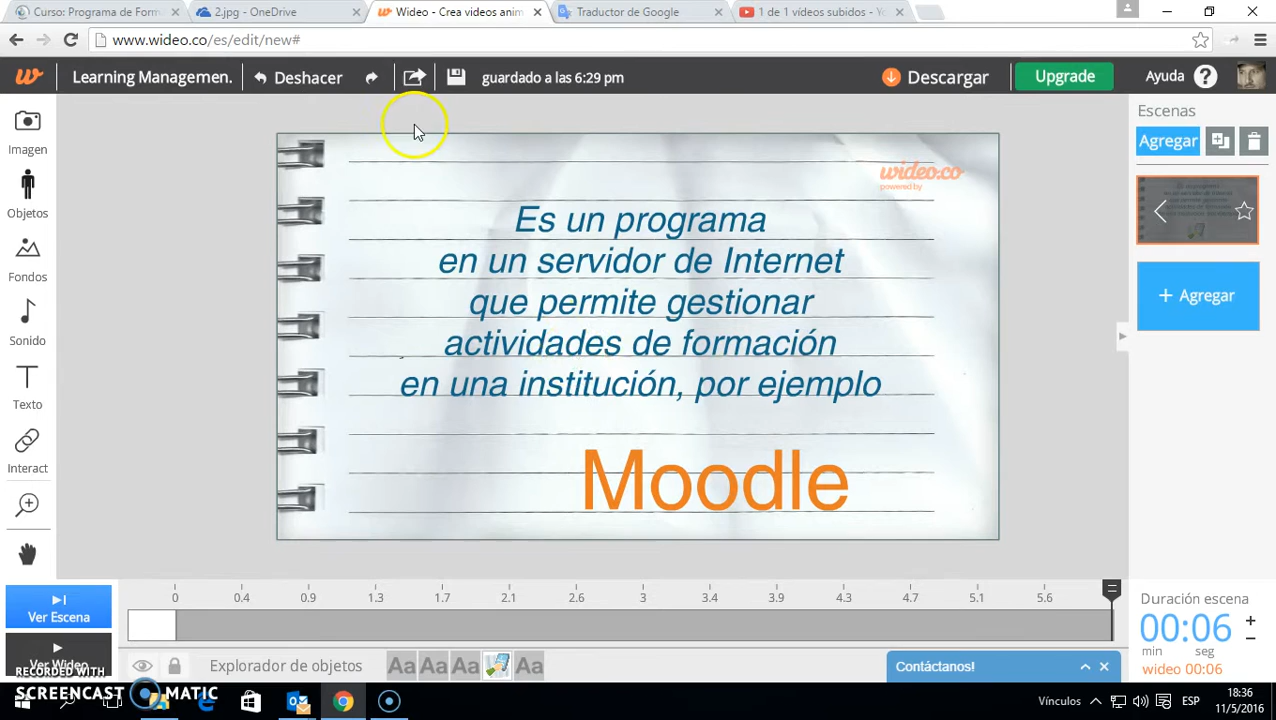 Curso: Programa de Form
2.jpg - OneDrive
Wideo - Crea videos anim
Traductor de Google
1 de 1 vídeos subidos - Yo
www.wideo.co/es/edit/new#
Learning Managemen.
Deshacer
guardado a las 6:29 pm
Descargar
Upgrade
Ayuda
Imagen
Objetos
Fondos
Sonido
Texto
Interact
wideo.co
powered by
Es un programa
en un servidor de Internet
que permite gestionar
actividades de formación
en una institución, por ejemplo
Moodle
Escenas
Agregar
+ Agregar
Ver Escena
Ver Wideo
0 0.4 0.9 1.3 1.7 2.1 2.6 3 3.4 3.9 4.3 4.7 5.1 5.6
Duración escena
00:06
min seg
wideo 00:06
Explorador de objetos
Aa Aa Aa Aa
Contáctanos!
RECORDED WITH
SCREENCAST MATIC
Vínculos
ESP
18:36
11/5/2016